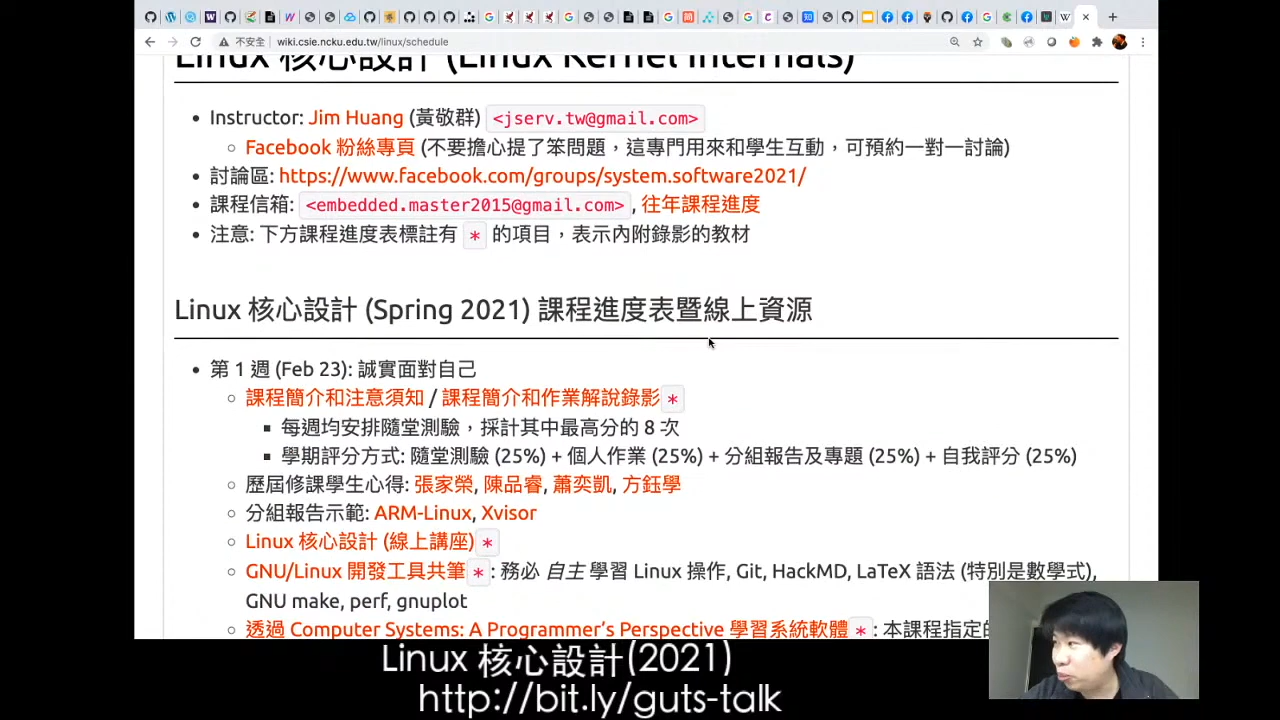 不安全 wiki.csie.ncku.edu.tw/linux/schedule
Linux 核心設計 (Linux Kernel Internals)
Instructor: Jim Huang (黃敬群) <jserv.tw@gmail.com>
Facebook 粉絲專頁 (不要擔心提了笨問題，這專門用來和學生互動，可預約一對一討論)
討論區: https://www.facebook.com/groups/system.software2021/
課程信箱: <embedded.master2015@gmail.com>, 往年課程進度
注意: 下方課程進度表標註有 * 的項目，表示內附錄影的教材
Linux 核心設計 (Spring 2021) 課程進度表暨線上資源
第 1 週 (Feb 23): 誠實面對自己
課程簡介和注意須知 / 課程簡介和作業解說錄影 *
每週均安排隨堂測驗，採計其中最高分的 8 次
學期評分方式: 隨堂測驗 (25%) + 個人作業 (25%) + 分組報告及專題 (25%) + 自我評分 (25%)
歷屆修課學生心得: 張家榮, 陳品睿, 蕭奕凱, 方鈺學
分組報告示範: ARM-Linux, Xvisor
Linux 核心設計 (線上講座) *
GNU/Linux 開發工具共筆 * : 務必 自主 學習 Linux 操作, Git, HackMD, LaTeX 語法 (特別是數學式),
GNU make, perf, gnuplot
透過 Computer Systems: A Programmer's Perspective 學習系統軟體 * : 本課程指定的
Linux 核心設計(2021)
http://bit.ly/guts-talk